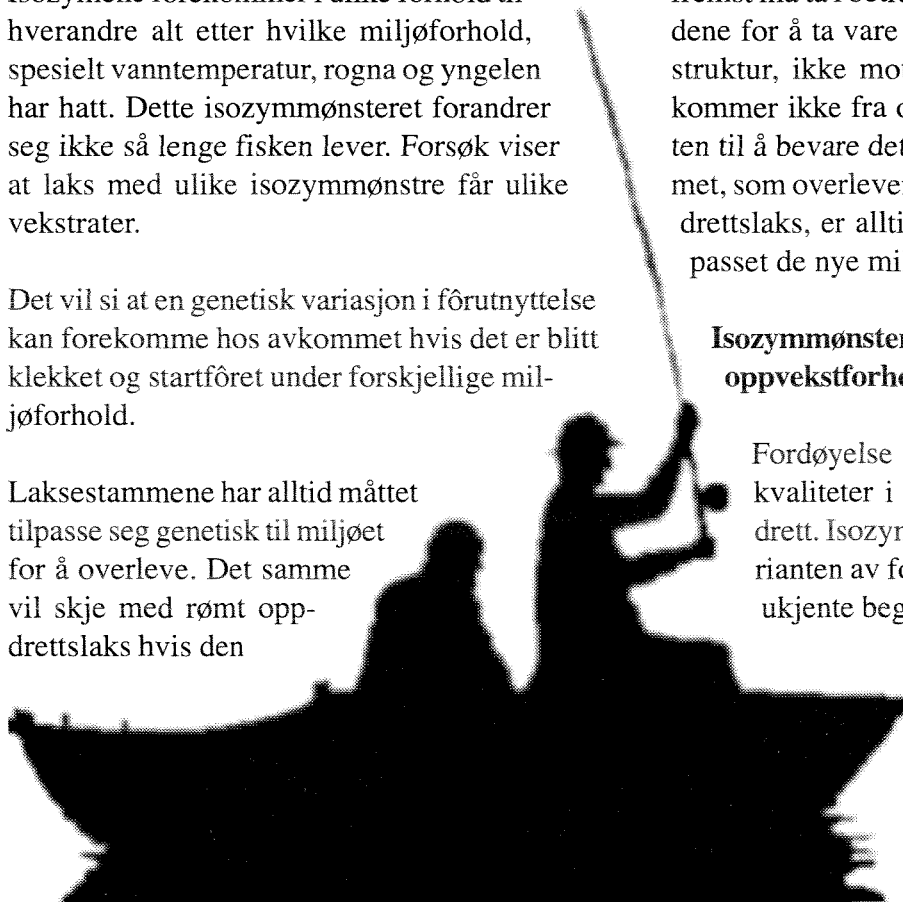 hverandre alt etter hvilke miljøforhold,
spesielt vanntemperatur, rogna og yngelen
har hatt. Dette isozymmønsteret forandrer
seg ikke så lenge fisken lever. Forsøk viser
at laks med ulike isozymmønstre får ulike
vekstrater.
Det vil si at en genetisk variasjon i fôrutnyttelse
kan forekomme hos avkommet hvis det er blitt
klekket og startfôret under forskjellige mil-
jøforhold.
Laksestammene har alltid måttet
tilpasse seg genetisk til miljøet
for å overleve. Det samme
vil skje med rømt opp-
drettslaks hvis den
dene for å ta vare
struktur, ikke mo
kommer ikke fra
ten til å bevare det
met, som overleve
drettslaks, er allti
passet de nye mi
Isozymmønster
oppvekstforh
Fordøyelse
kvaliteter i
drett. Isozy
rianten av f
ukjente beg